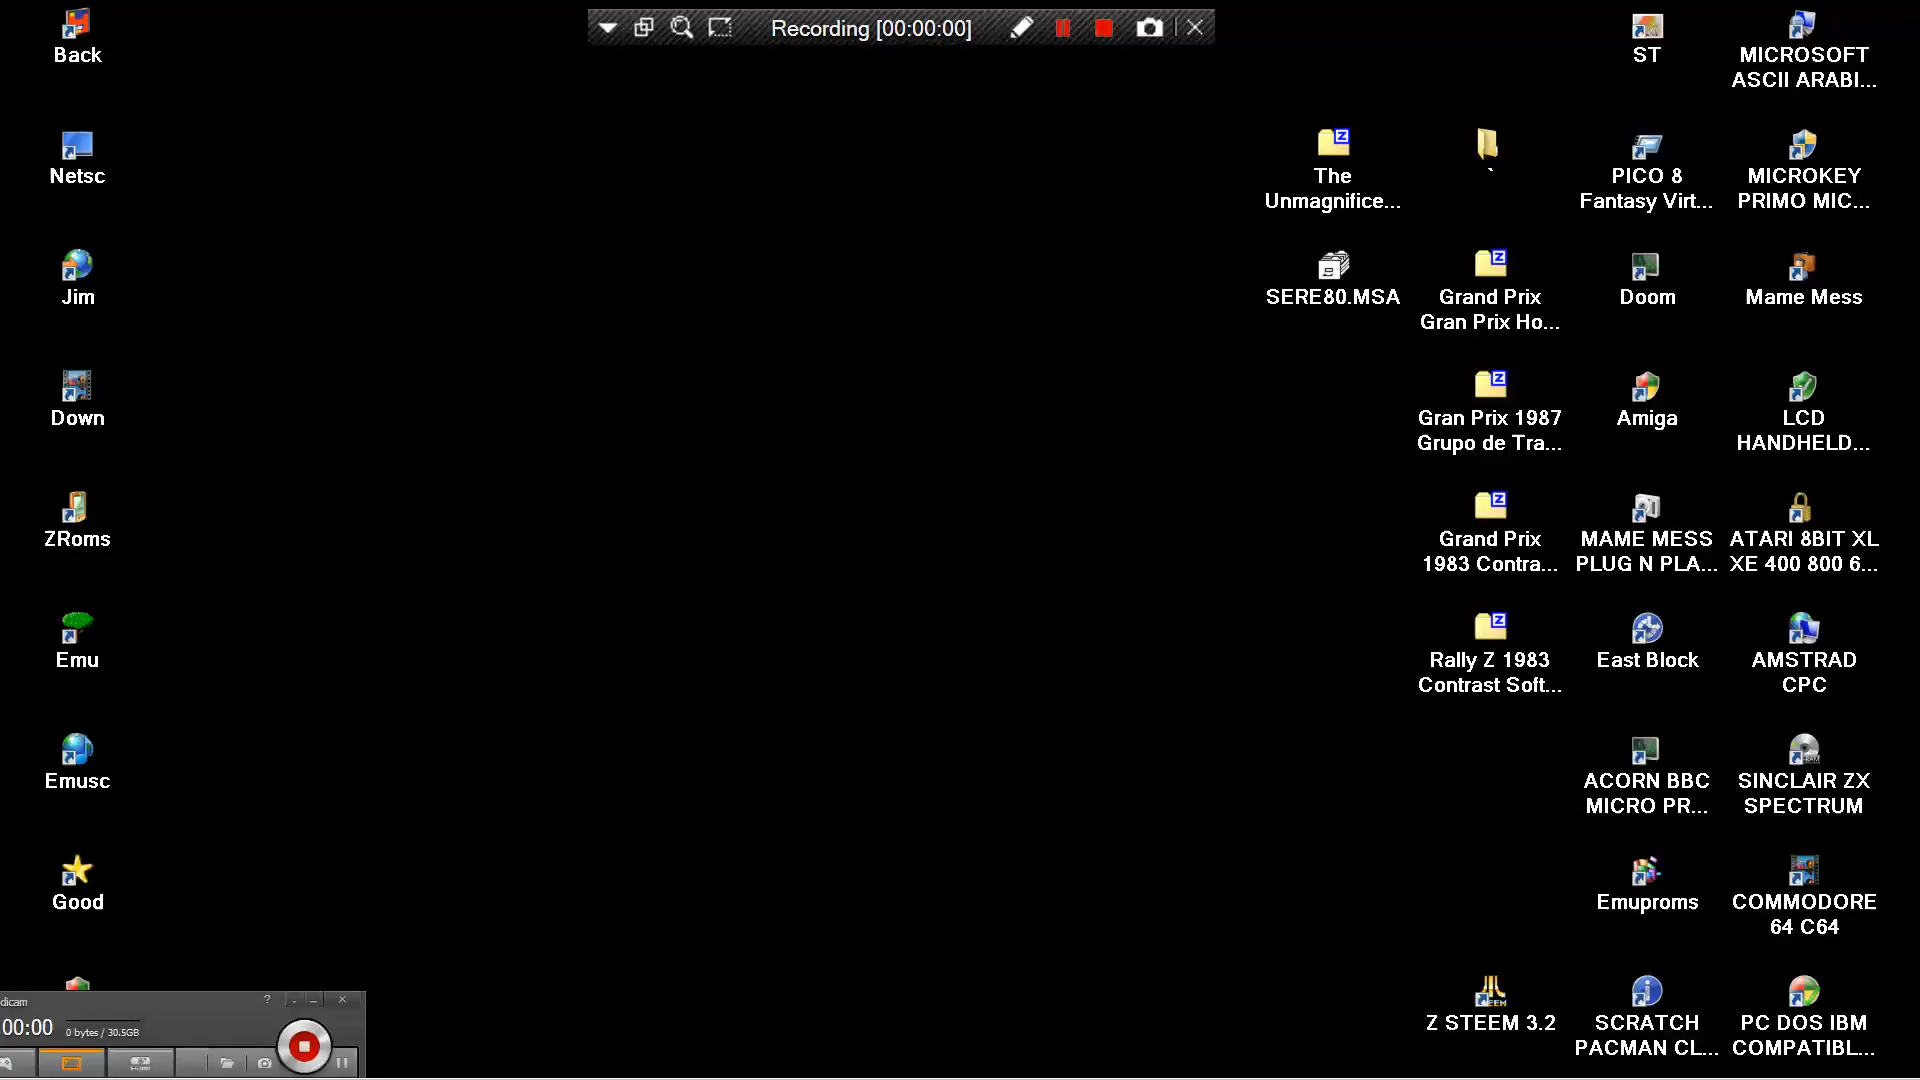 Recording [00:00:00]
Back
Netsc
Jim
Down
ZRoms
Emu
Emusc
Good
The
Unmagnifice...
SERE80.MSA
`
Grand Prix
Gran Prix Ho...
Gran Prix 1987
Grupo de Tra...
Grand Prix
1983 Contra...
Rally Z 1983
Contrast Soft...
Z STEEM 3.2
ST
PICO 8
Fantasy Virt...
Doom
Amiga
MAME MESS
PLUG N PLA...
East Block
ACORN BBC
MICRO PR...
Emuproms
SCRATCH
PACMAN CL...
MICROSOFT
ASCII ARABI...
MICROKEY
PRIMO MIC...
Mame Mess
LCD
HANDHELD...
ATARI 8BIT XL
XE 400 800 6...
AMSTRAD
CPC
SINCLAIR ZX
SPECTRUM
COMMODORE
64 C64
PC DOS IBM
COMPATIBL...
dicam
00:00
0 bytes / 30.5GB